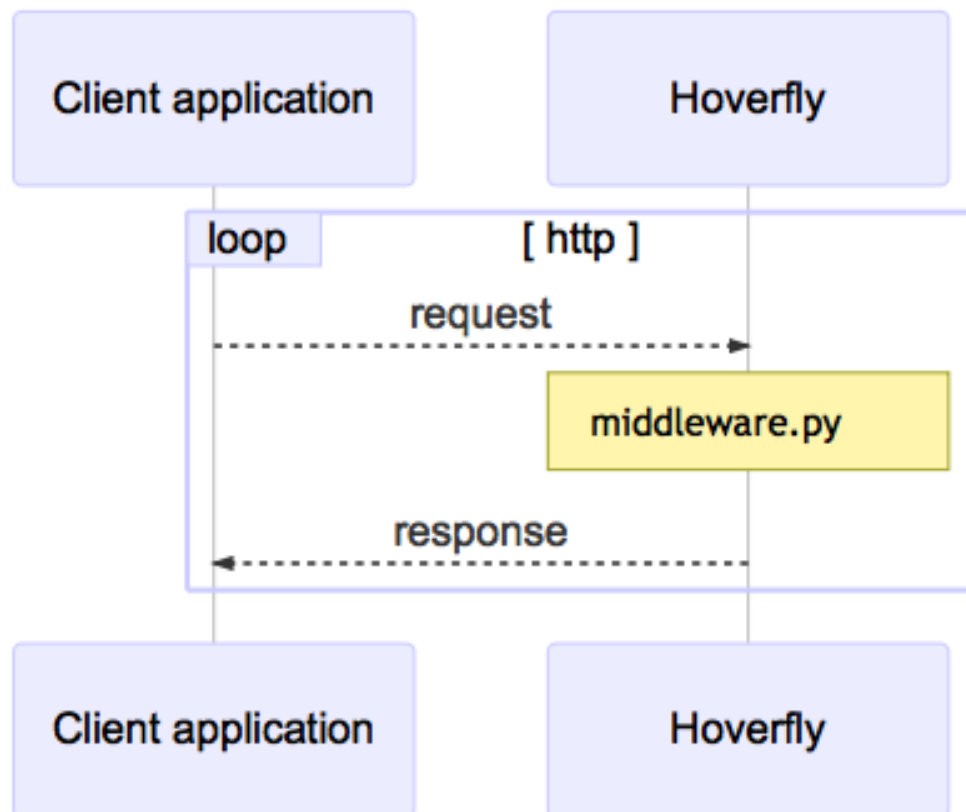 Client application
Hoverfly
loop
[ http ]
request
middleware.py
response
Client application
Hoverfly